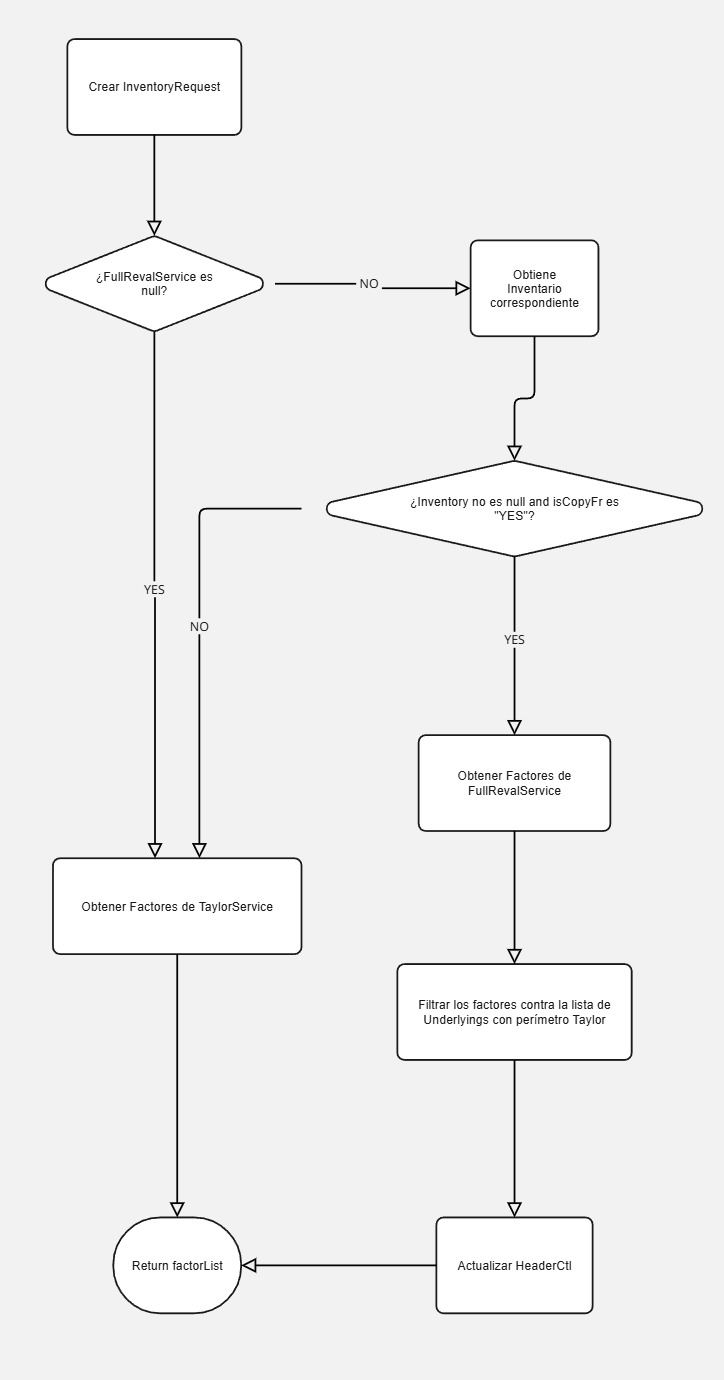 Crear InventoryRequest
¿FullRevalService es
null?
NO
Obtiene
Inventario
correspondiente
¿Inventory no es null and isCopyFr es
"YES"?
YES
NO
YES
Obtener Factores de
FullRevalService
Obtener Factores de TaylorService
Filtrar los factores contra la lista de
Underlyings con perímetro Taylor
Return factorList
Actualizar HeaderCtl